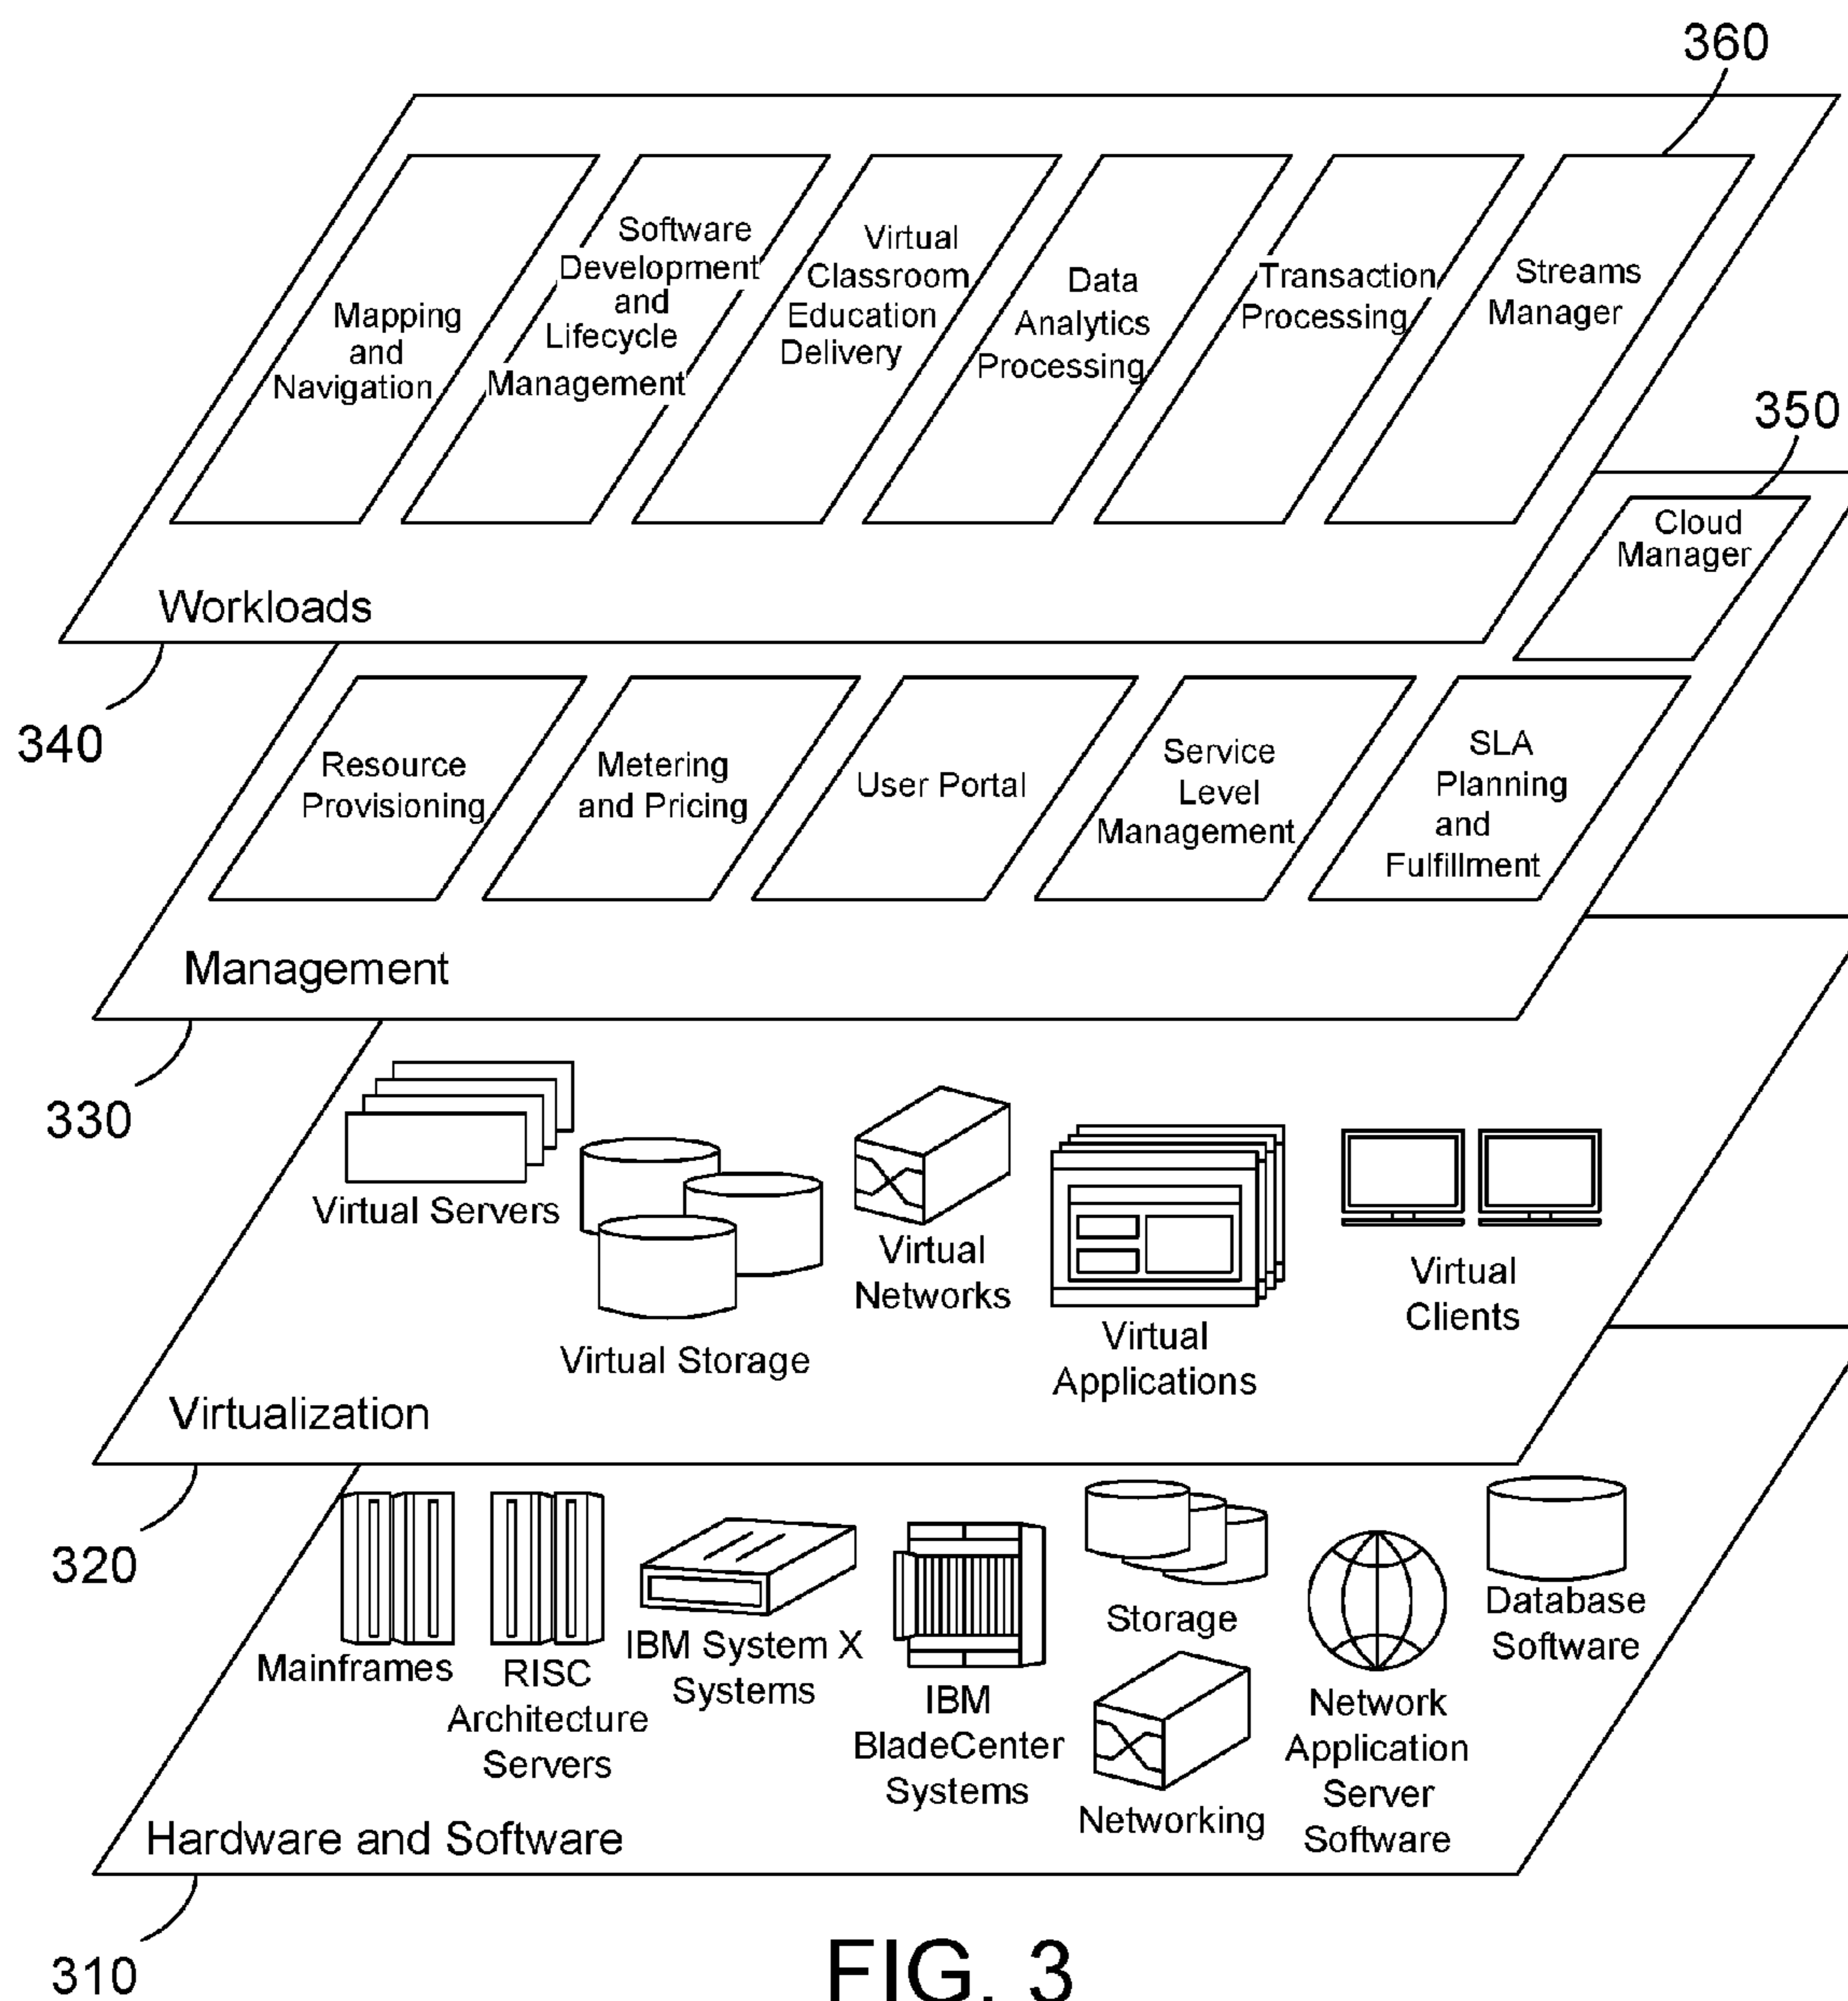 360
Mapping
and
Navigation
Software
Development
and
Lifecycle
Management
Virtual
Classroom
Education
Delivery
Data
Analytics
Processing
Transaction
Processing
Streams
Manager
350
Cloud
Manager
Workloads
340
Resource
Provisioning
Metering
and Pricing
User Portal
Service
Level
Management
SLA
Planning
and
Fulfillment
Management
330
Virtual Servers
Virtual Storage
Virtual
Networks
Virtual
Applications
Virtual
Clients
Virtualization
320
Mainframes
RISC
Architecture
Servers
IBM System X
Systems
IBM
BladeCenter
Systems
Storage
Networking
Network
Application
Server
Software
Database
Software
Hardware and Software
310
FIG. 3